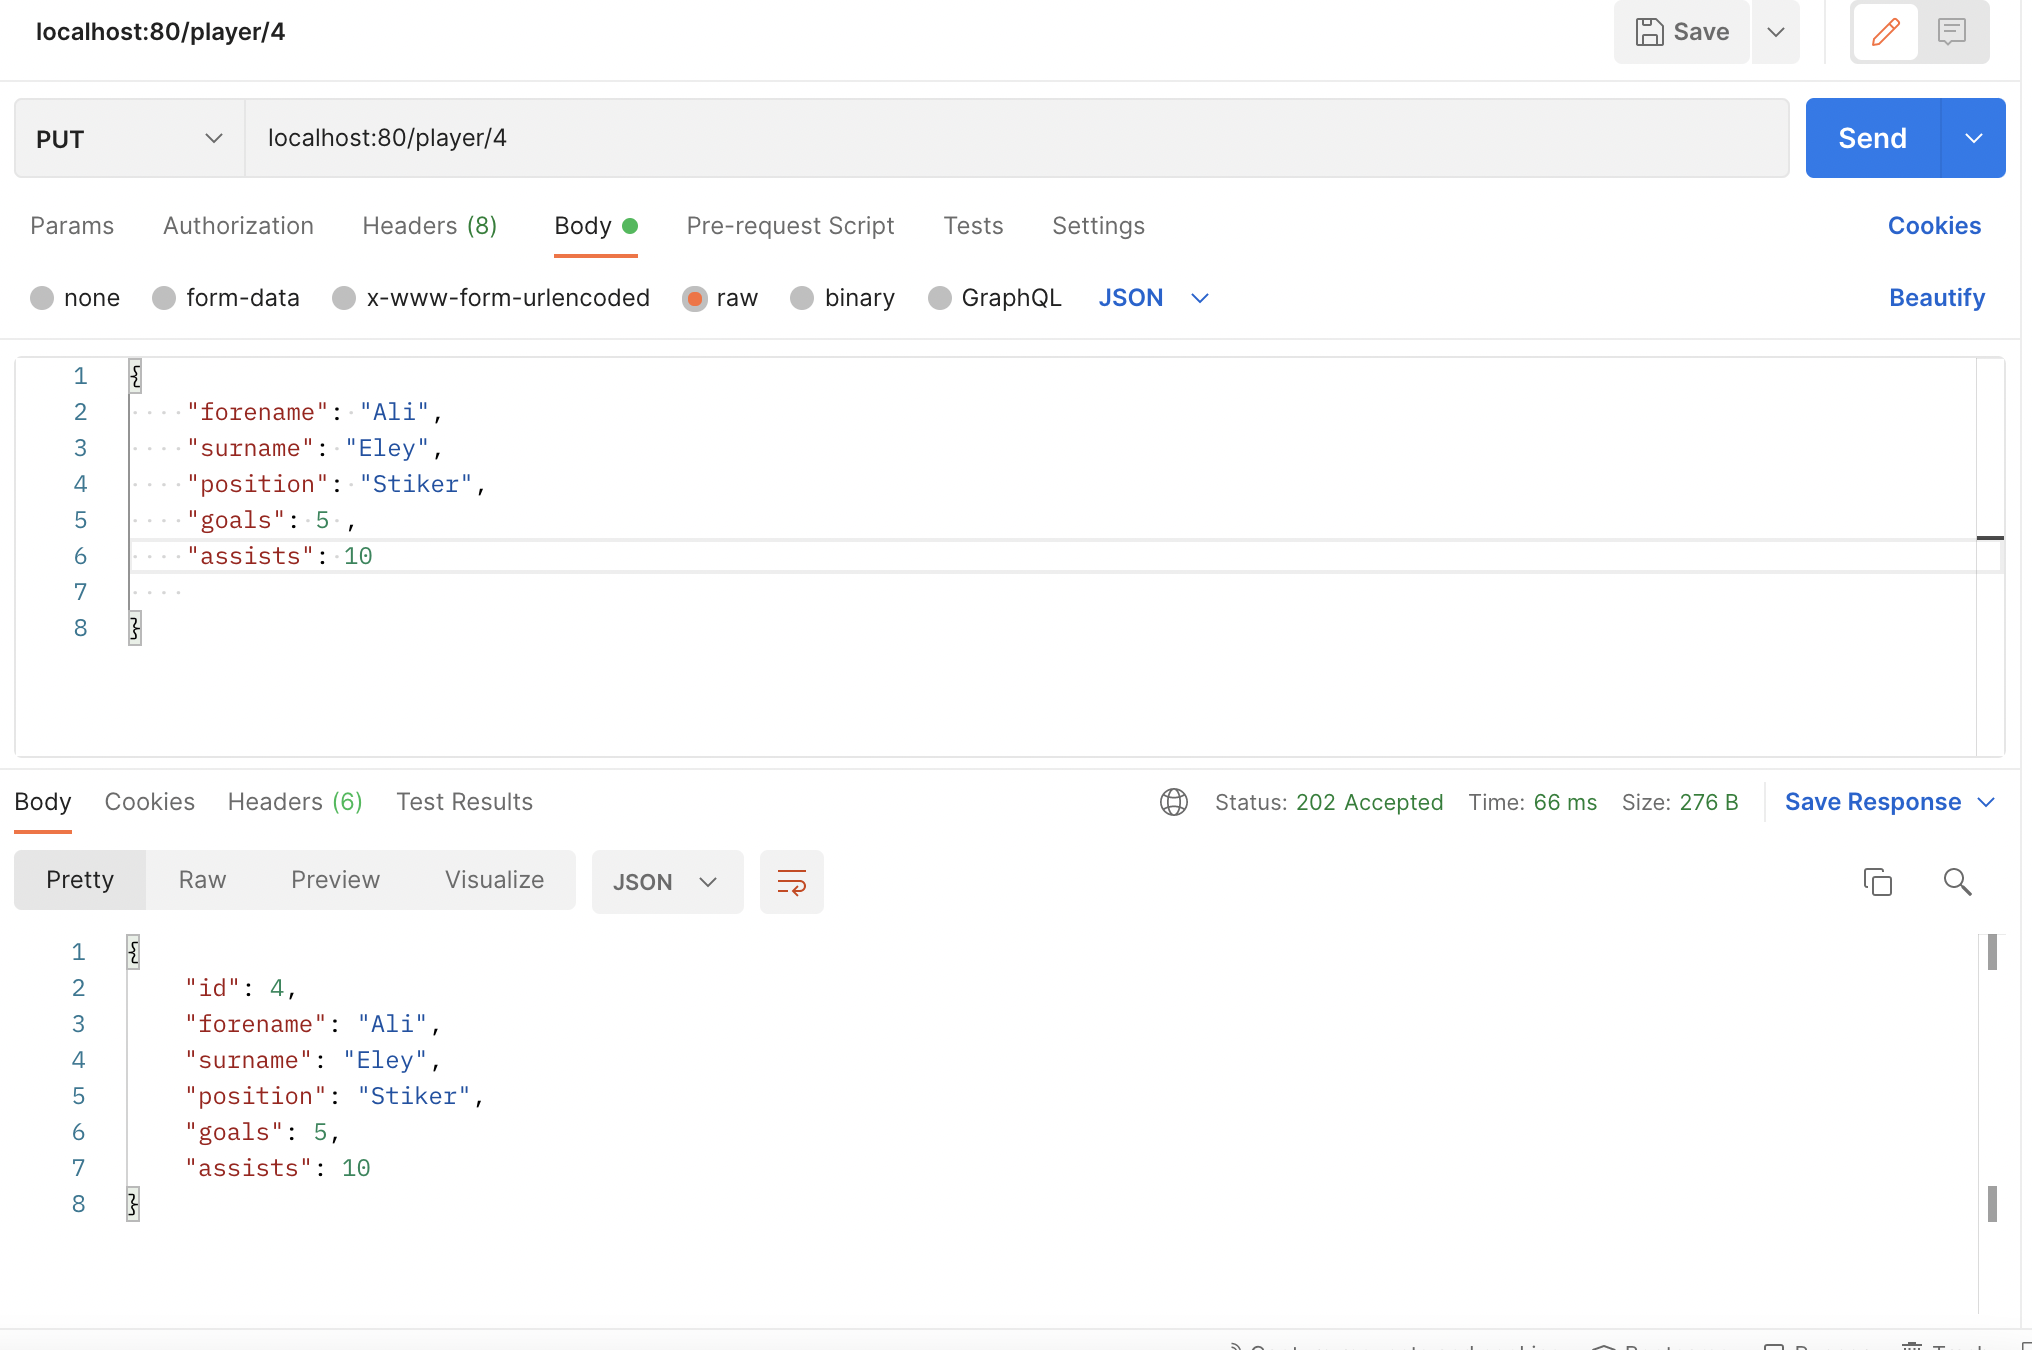 localhost:80/player/4
Save
PUT
localhost:80/player/4
Send
Params Authorization Headers (8) Body Pre-request Script Tests Settings Cookies
none form-data x-www-form-urlencoded raw binary GraphQL JSON Beautify
1 {
2 "forename": "Ali",
3 "surname": "Eley",
4 "position": "Stiker",
5 "goals": 5 ,
6 "assists": 10
7
8 }
Body Cookies Headers (6) Test Results Status: 202 Accepted Time: 66 ms Size: 276 B Save Response
Pretty Raw Preview Visualize JSON
1 {
2 "id": 4,
3 "forename": "Ali",
4 "surname": "Eley",
5 "position": "Stiker",
6 "goals": 5,
7 "assists": 10
8 }